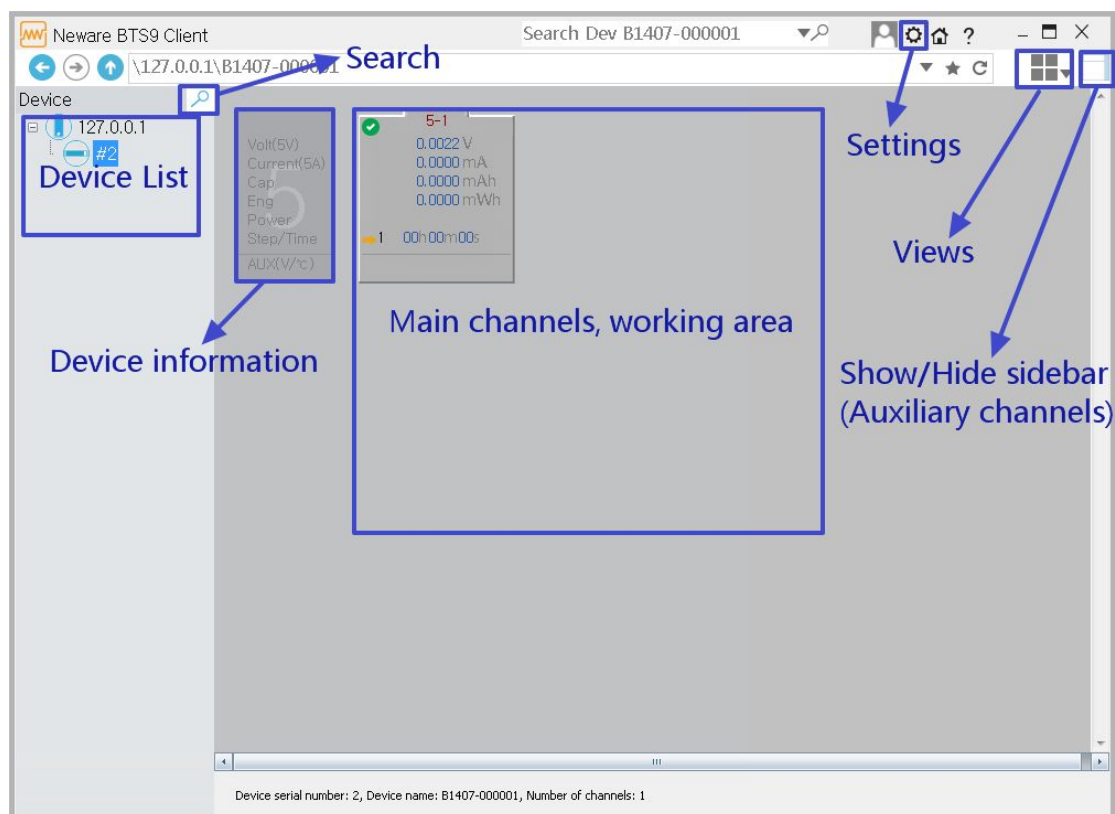 Neware BTS9 Client
Search Dev B1407-000001
?
\127.0.0.1\B1407-000001
Search
Device
127.0.0.1
#2
Device List
Volt(5V)
Current(5A)
Cap
Eng
Power
Step/Time
AUX(V/℃)
5
5-1
0.0022 V
0.0000 mA
0.0000 mAh
0.0000 mWh
1 00h00m00s
Settings
Views
Main channels, working area
Device information
Show/Hide sidebar
(Auxiliary channels)
Device serial number: 2, Device name: B1407-000001, Number of channels: 1